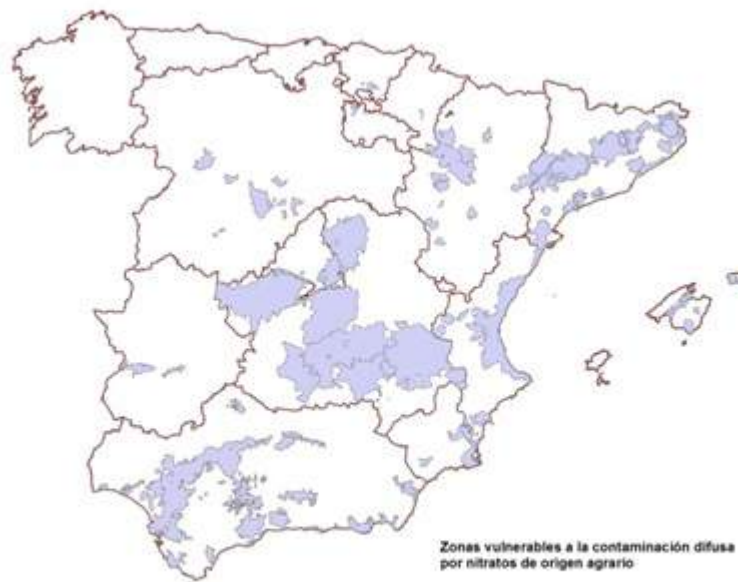 Zonas vulnerables a la contaminación difusa
por nitratos de origen agrario